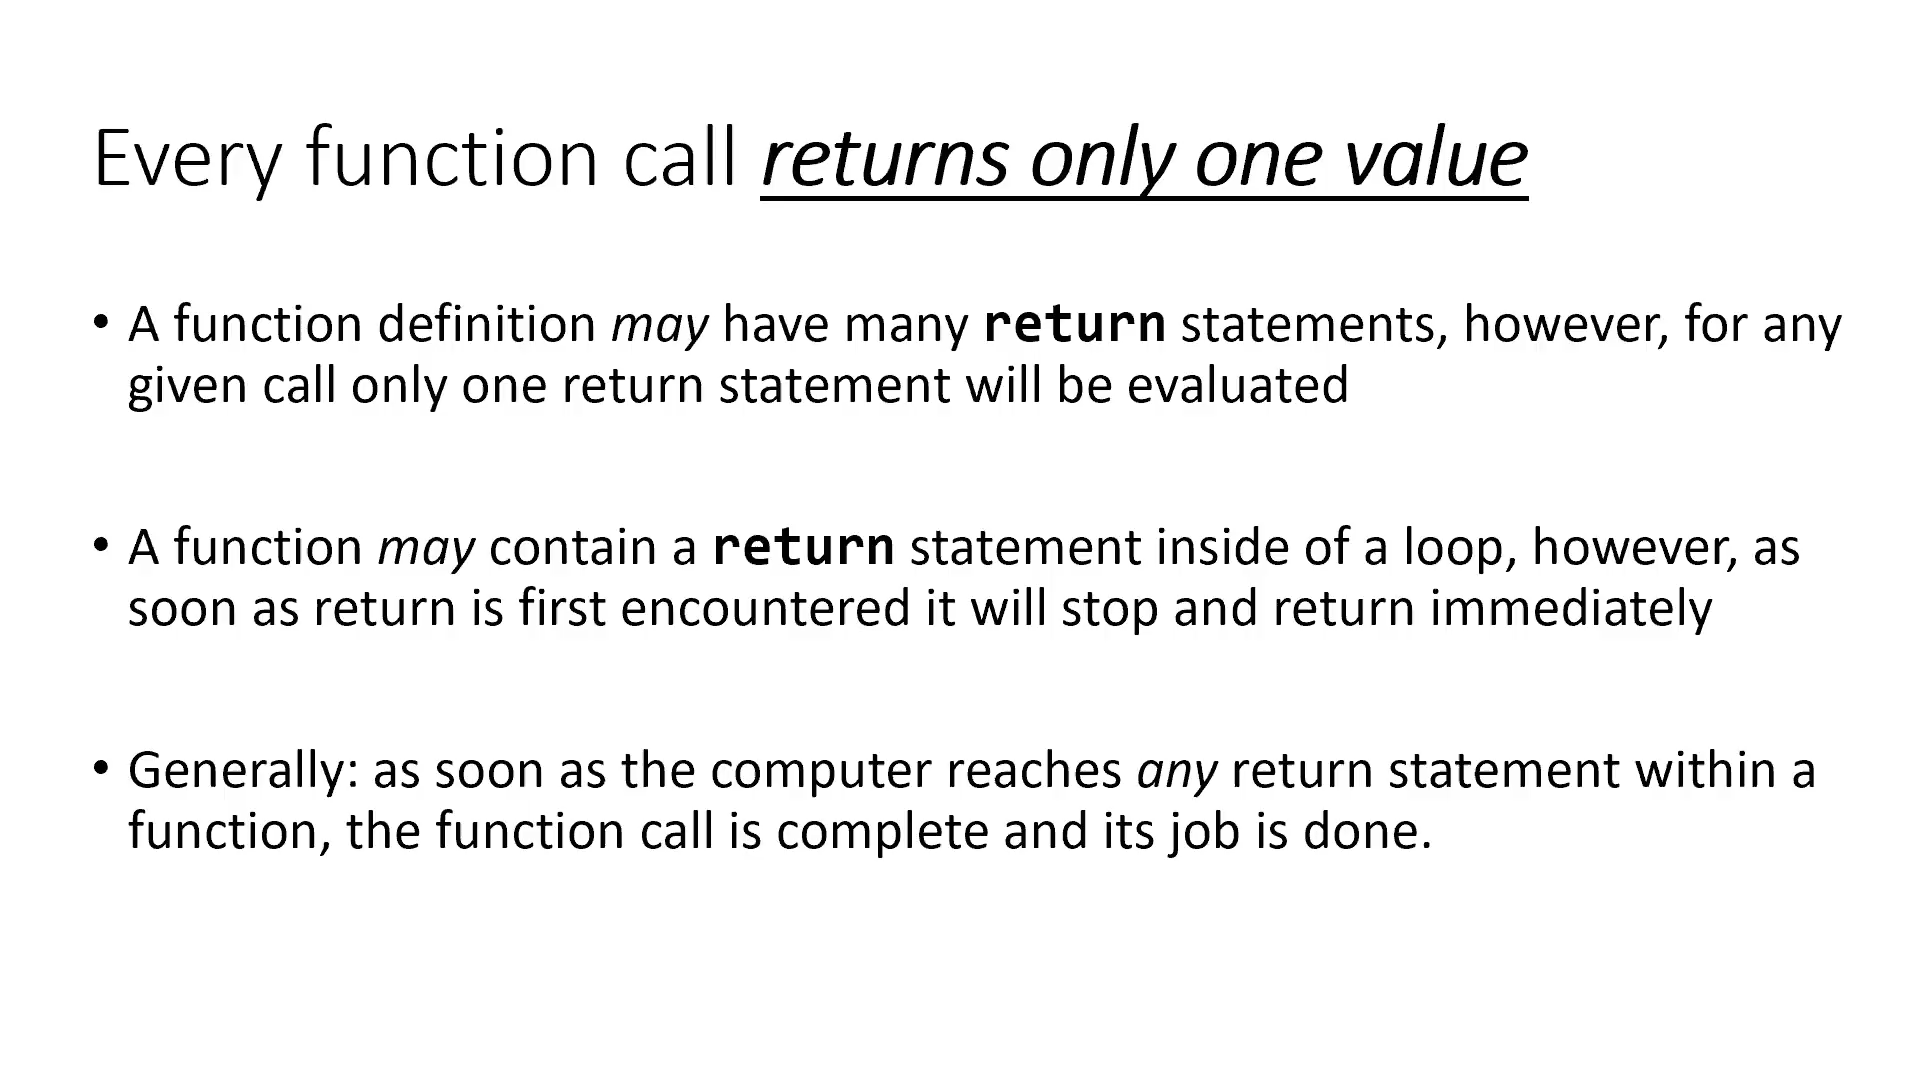 Every function call returns only one value
• A function definition may have many return statements, however, for any
given call only one return statement will be evaluated
• A function may contain a return statement inside of a loop, however, as
soon as return is first encountered it will stop and return immediately
• Generally: as soon as the computer reaches any return statement within a
function, the function call is complete and its job is done.